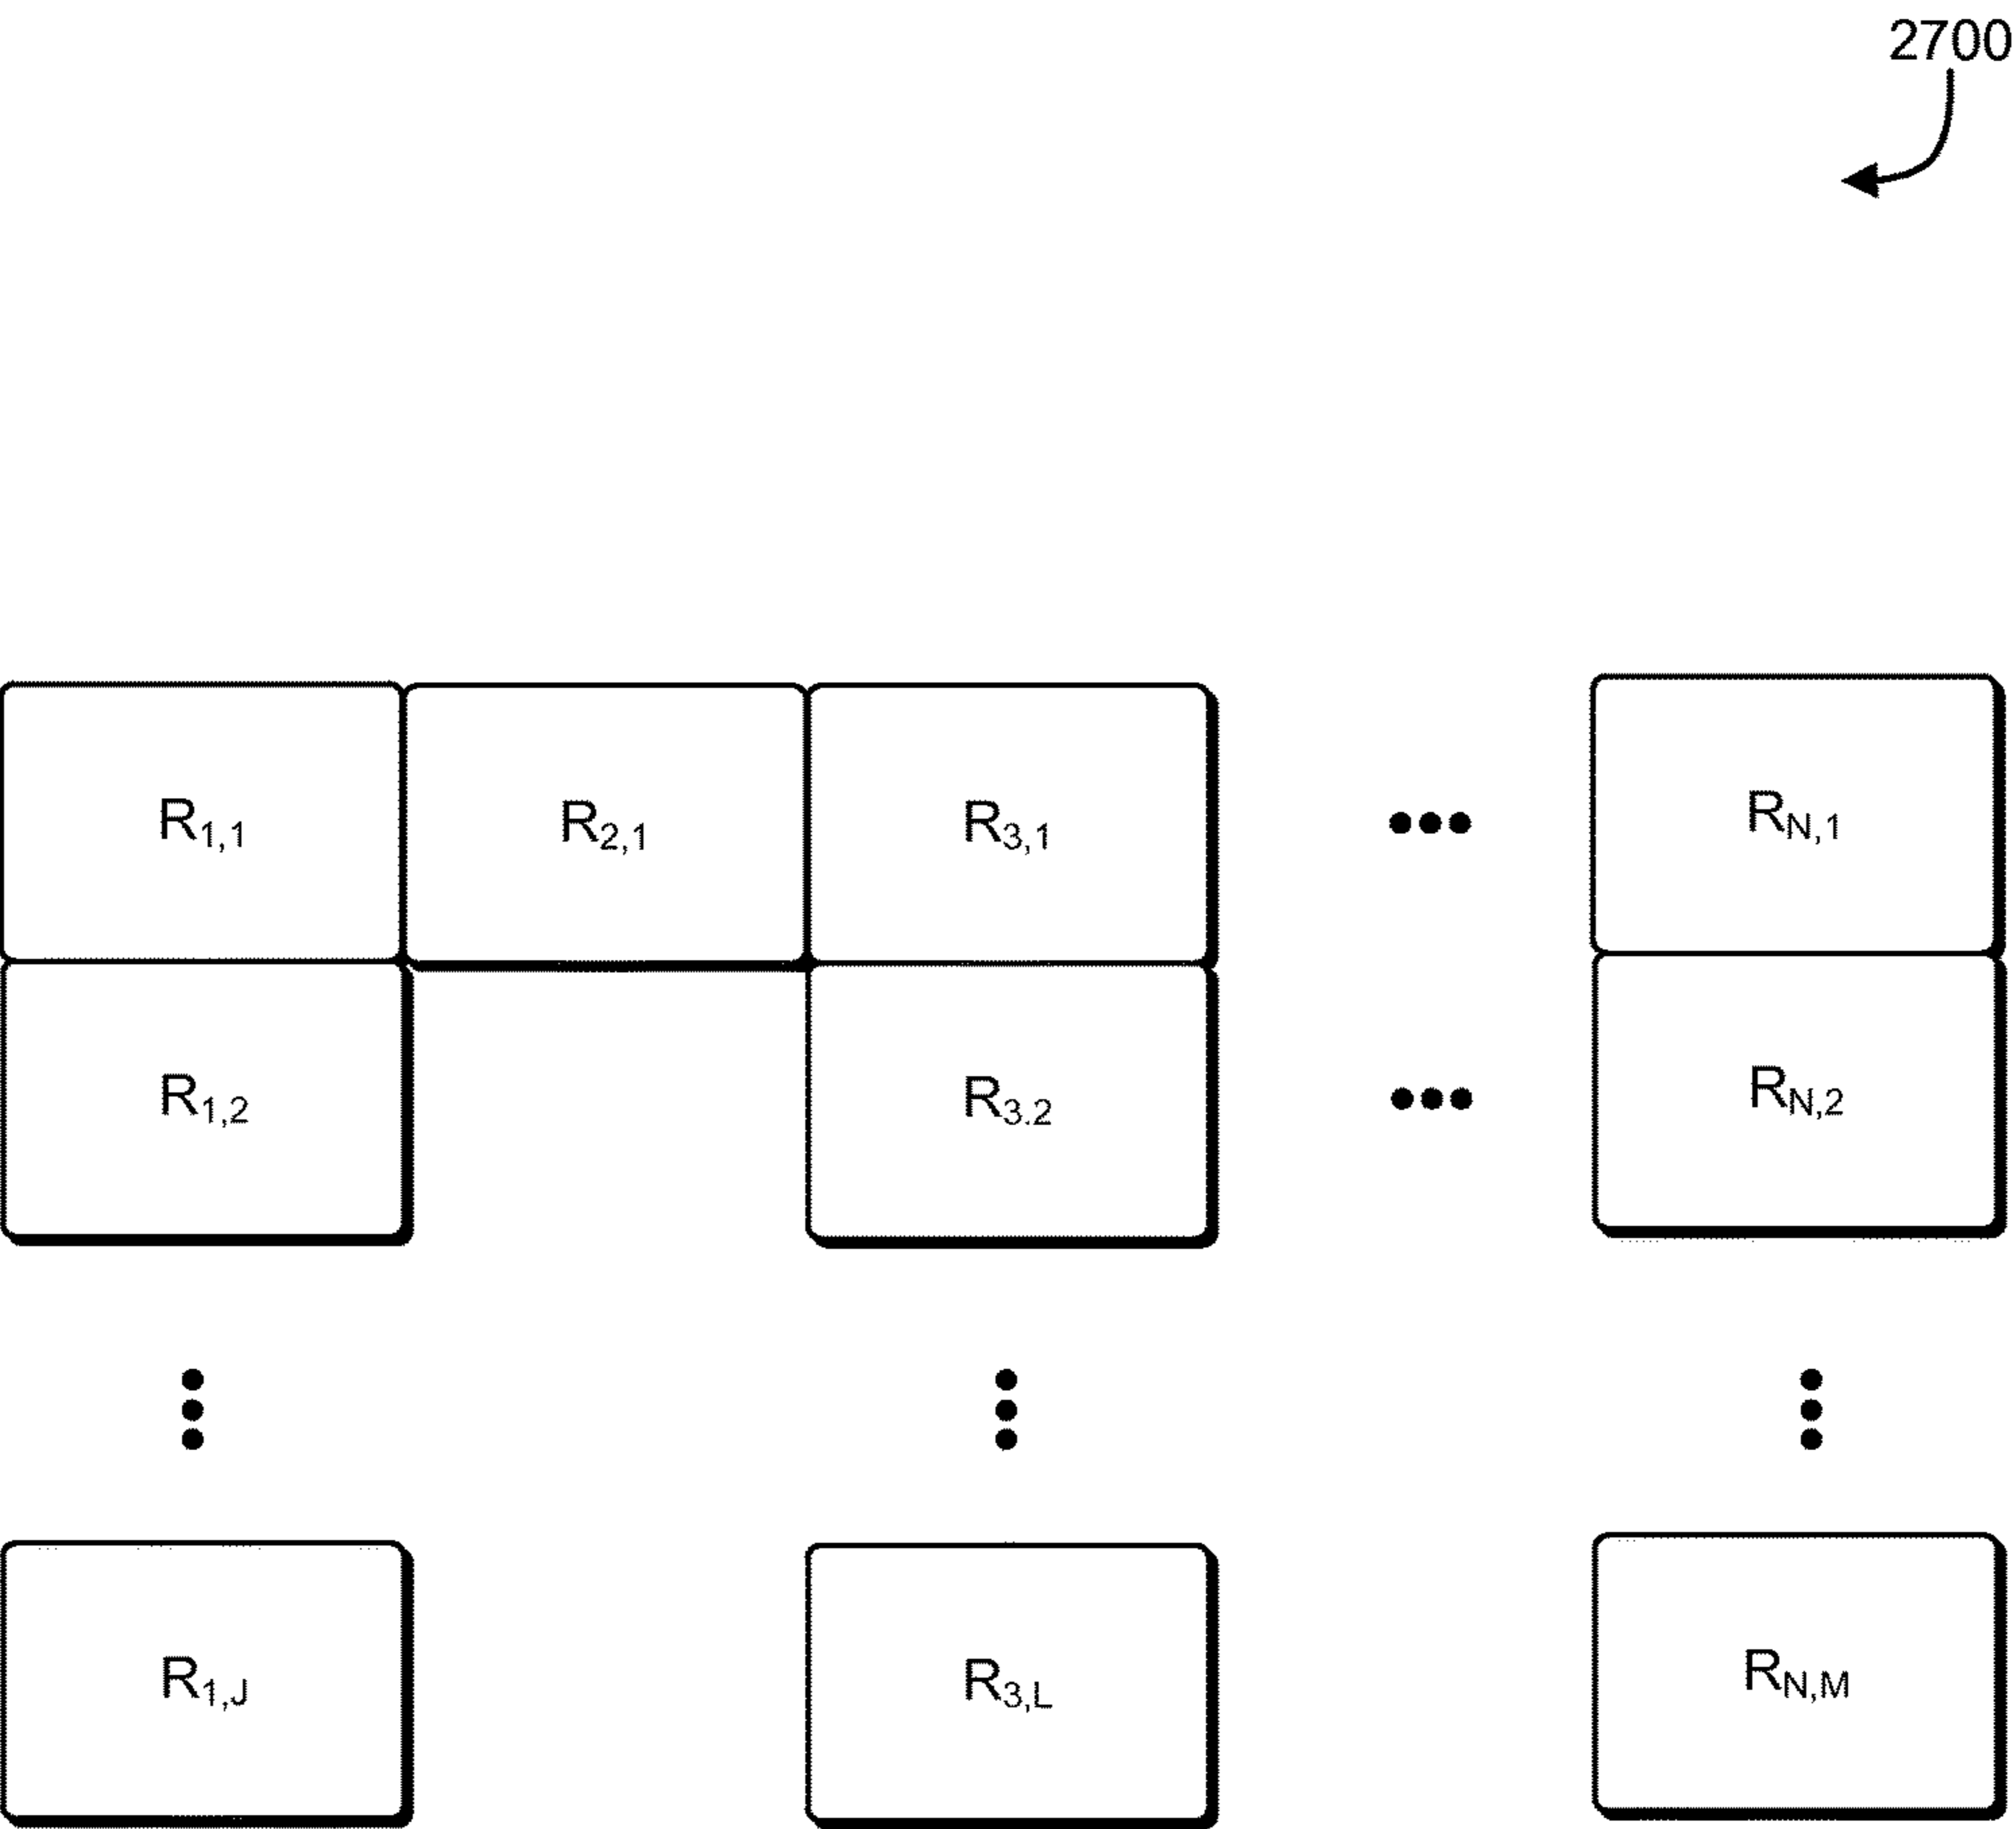 2700
R1,1 R2,1 R3,1 ••• RN,1
R1,2 R3.2 ••• RN,2
R1,J R3,L RN,M